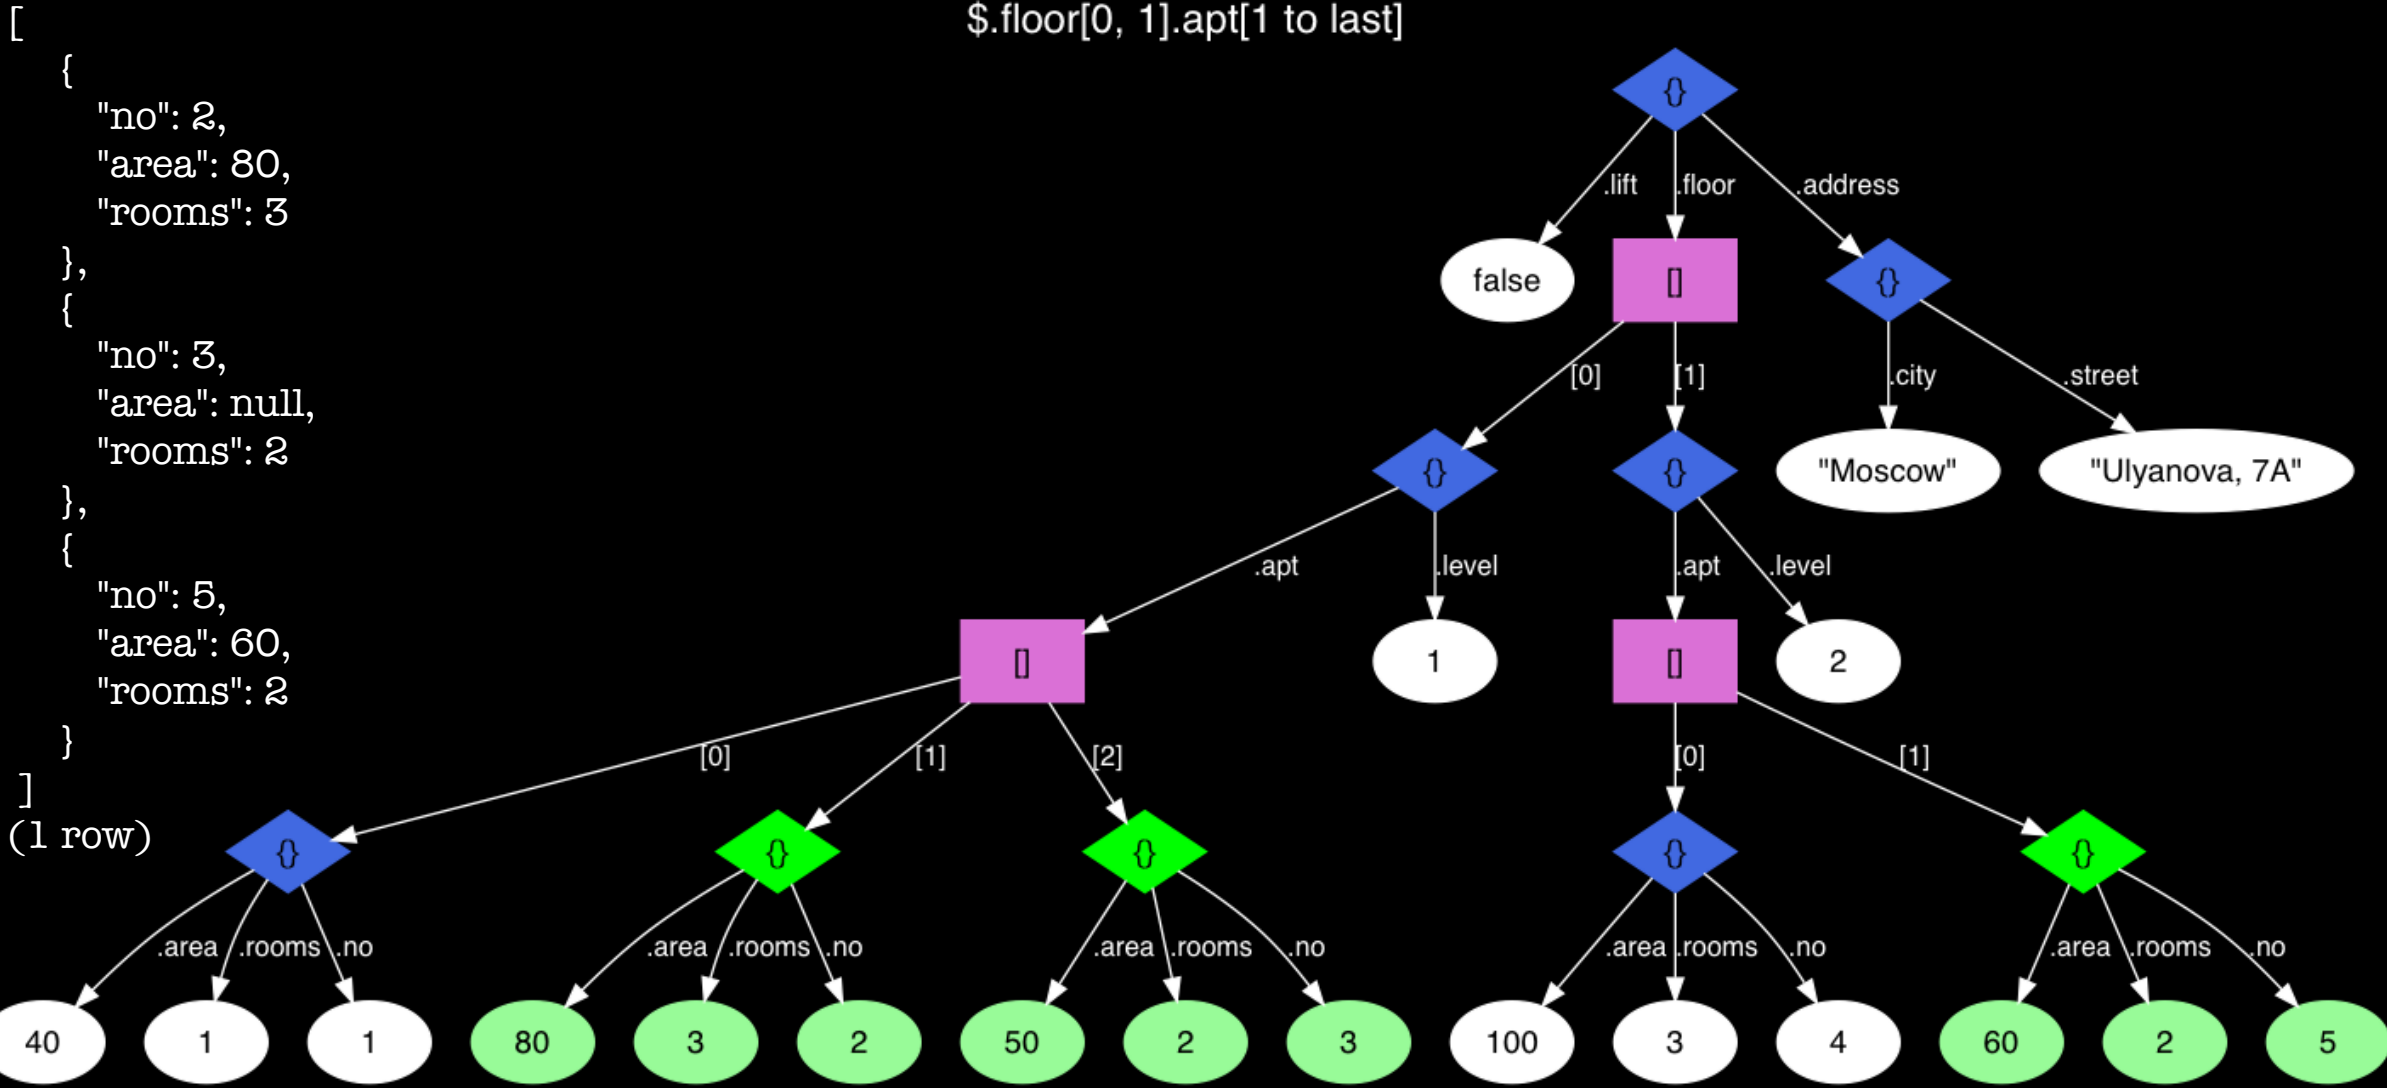 $.floor[0, 1].apt[1 to last]
[
{
"no": 2,
"area": 80,
"rooms": 3
},
{
"no": 3,
"area": null,
"rooms": 2
},
{
"no": 5,
"area": 60,
"rooms": 2
}
]
(1 row)
{}
.lift .floor .address
false [] {}
[0] [1] .city .street
{} {} "Moscow" "Ulyanova, 7A"
.apt .level .apt .level
[] 1 [] 2
[0] [1] [2] [0] [1]
{} {} {} {} {}
.area .rooms .no .area .rooms .no .area .rooms .no .area .rooms .no .area .rooms .no
40 1 1 80 3 2 50 2 3 100 3 4 60 2 5